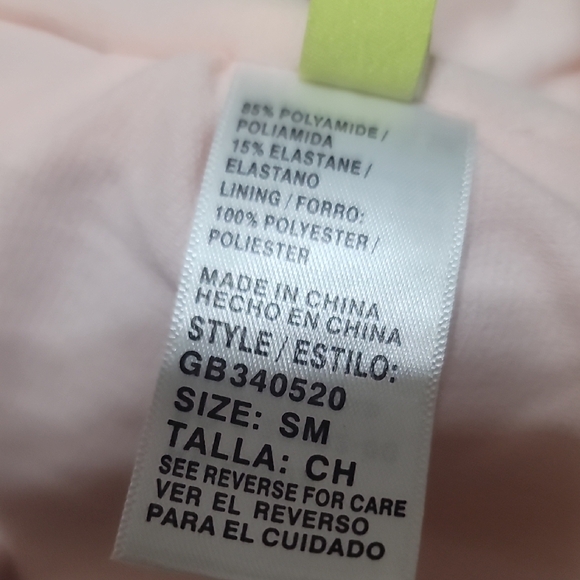 85% POLYAMIDE /
POLIAMIDA
15% ELASTANE /
ELASTANO
LINING / FORRO:
100% POLYESTER /
POLIESTER
MADE IN CHINA
HECHO EN CHINA
STYLE / ESTILO:
GB340520
SIZE: SM
TALLA: CH
SEE REVERSE FOR CARE
VER EL REVERSO
PARA EL CUIDADO